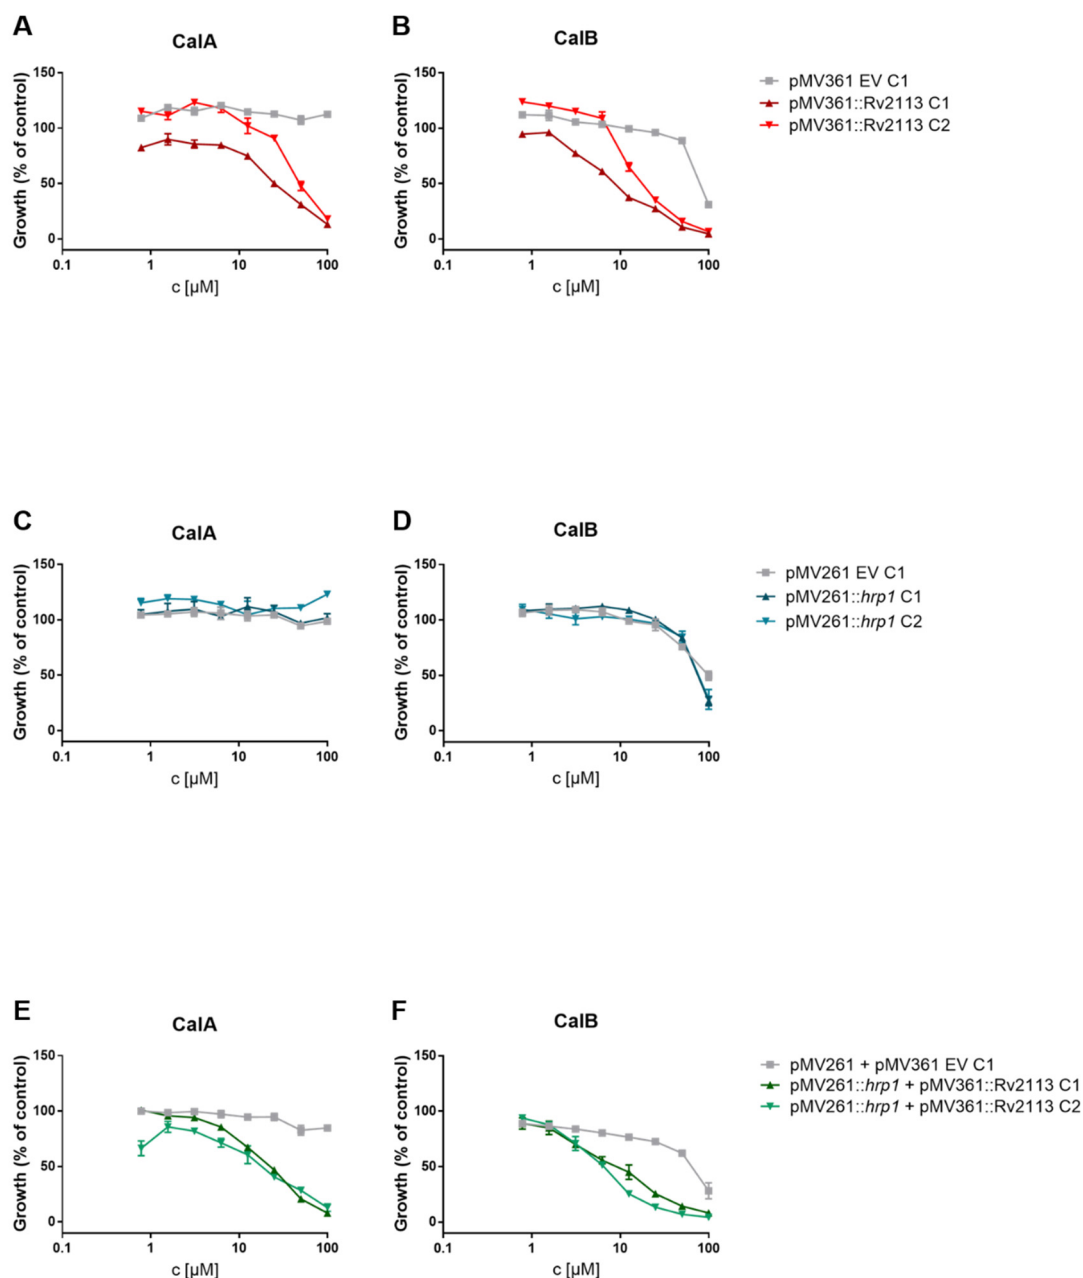 A
CalA
Growth (% of control)
150
100
50
0
0.1
1
10
100
c [µM]
B
CalB
Growth (% of control)
150
100
50
0
0.1
1
10
100
c [µM]
pMV361 EV C1
pMV361::Rv2113 C1
pMV361::Rv2113 C2
C
CalA
Growth (% of control)
150
100
50
0
0.1
1
10
100
c [µM]
D
CalB
Growth (% of control)
150
100
50
0
0.1
1
10
100
c [µM]
pMV261 EV C1
pMV261::hrp1 C1
pMV261::hrp1 C2
E
CalA
Growth (% of control)
150
100
50
0
0.1
1
10
100
c [µM]
F
CalB
Growth (% of control)
150
100
50
0
0.1
1
10
100
c [µM]
pMV261 + pMV361 EV C1
pMV261::hrp1 + pMV361::Rv2113 C1
pMV261::hrp1 + pMV361::Rv2113 C2